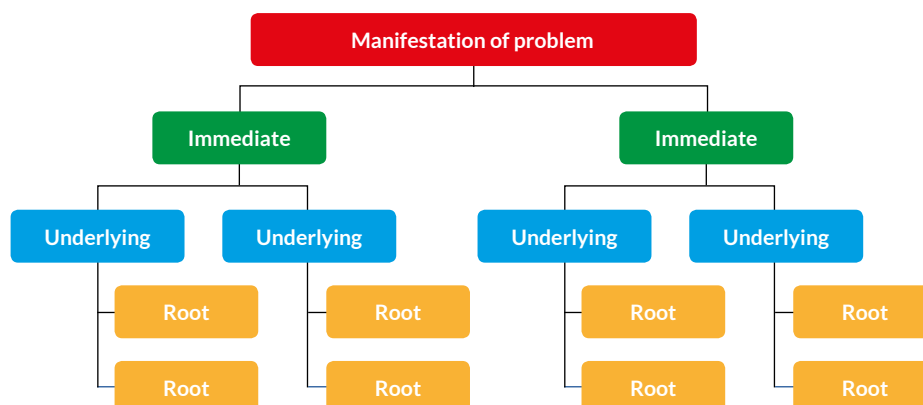 Manifestation of problem
Immediate
Immediate
Underlying
Underlying
Underlying
Underlying
Root
Root
Root
Root
Root
Root
Root
Root